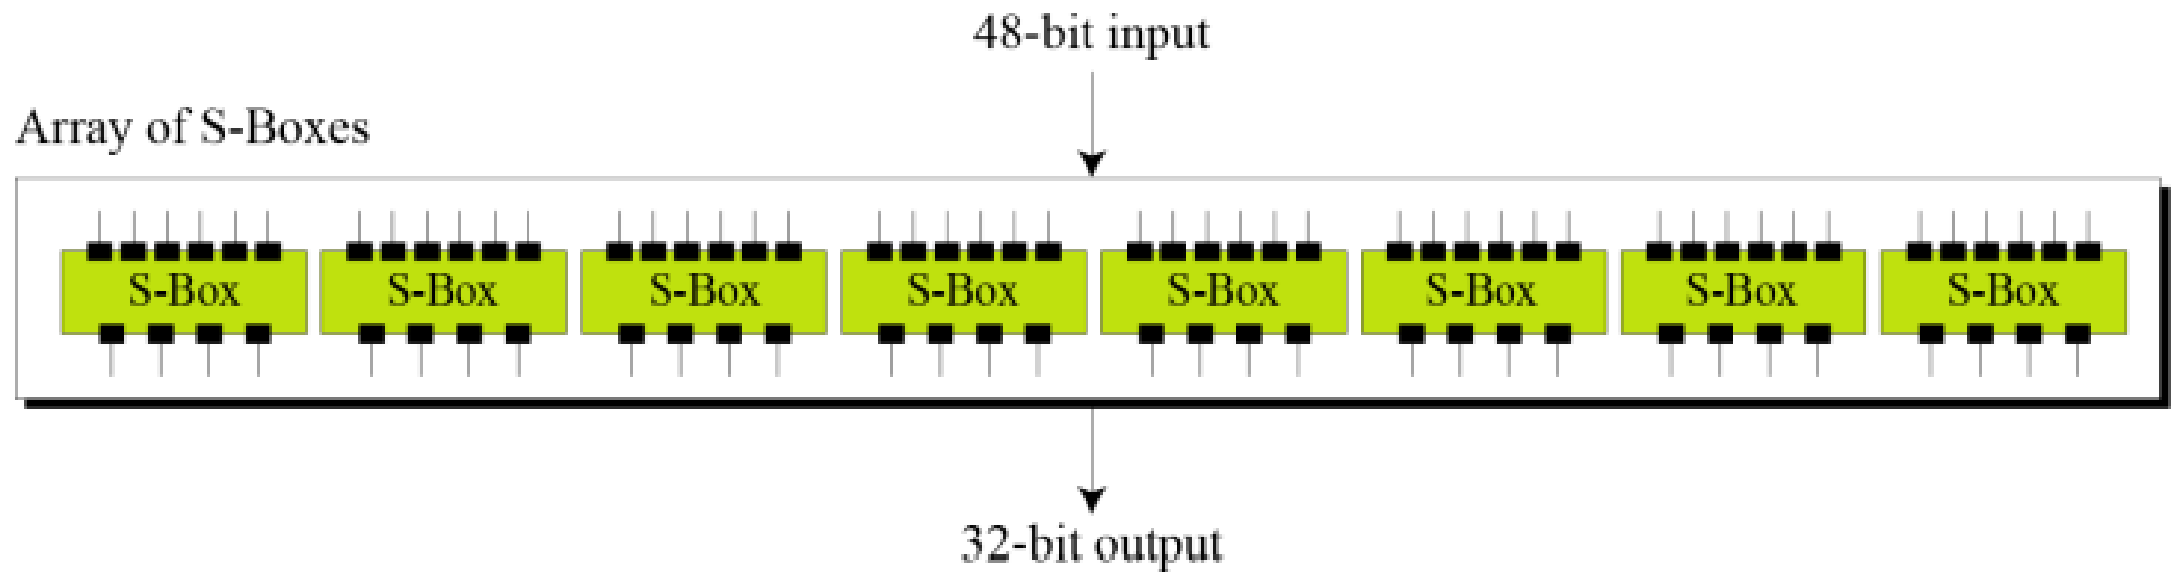 48-bit input
Array of S-Boxes
S-Box S-Box S-Box S-Box S-Box S-Box S-Box S-Box
32-bit output